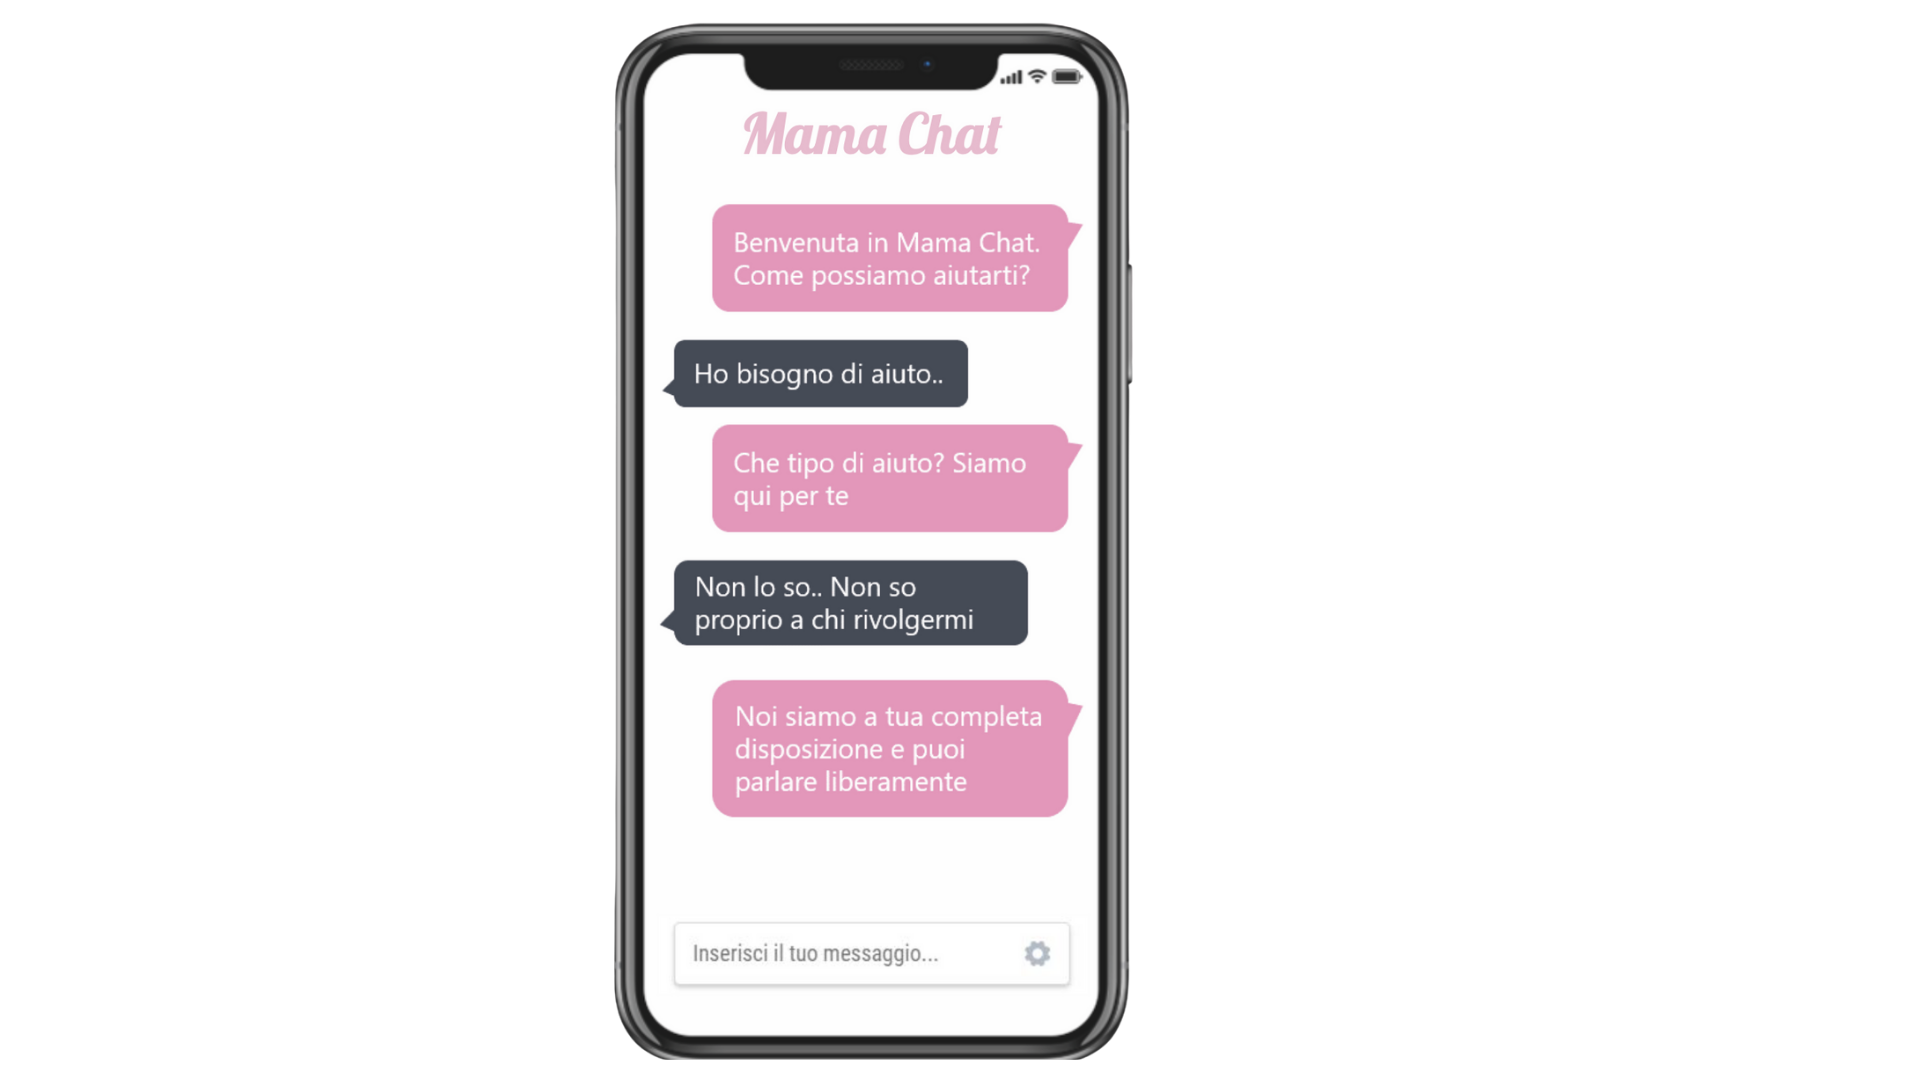 Mama Chat
Benvenuta in Mama Chat.
Come possiamo aiutarti?
Ho bisogno di aiuto..
Che tipo di aiuto? Siamo
qui per te
Non lo so.. Non so
proprio a chi rivolgermi
Noi siamo a tua completa
disposizione e puoi
parlare liberamente
Inserisci il tuo messaggio...